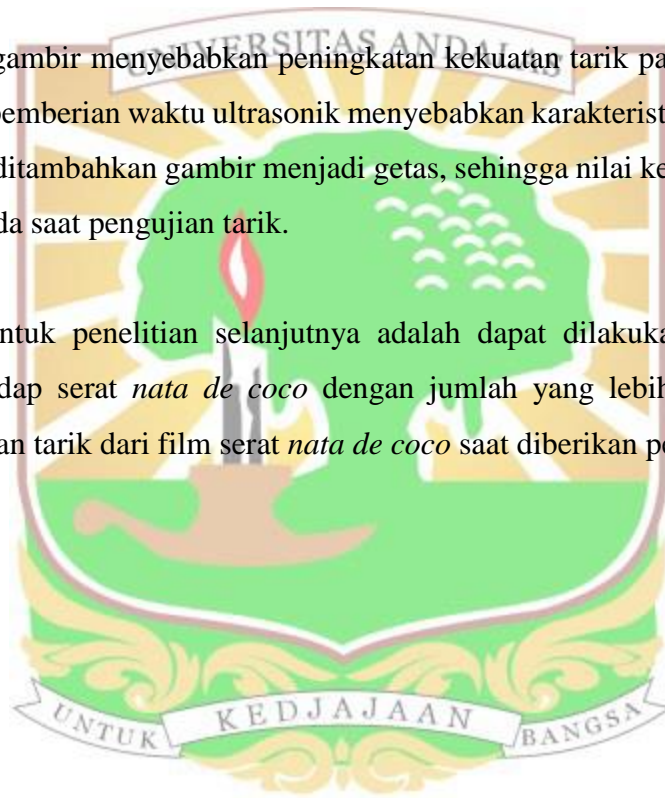 UNIVERSITAS ANDALAS
gambir menyebabkan peningkatan kekuatan tarik pa
pemberian waktu ultrasonik menyebabkan karakterist
ditambahkan gambir menjadi getas, sehingga nilai ke
da saat pengujian tarik.
ntuk penelitian selanjutnya adalah dapat dilakuka
dap serat nata de coco dengan jumlah yang lebih
an tarik dari film serat nata de coco saat diberikan pe
UNTUK KEDJAJAAN BANGSA